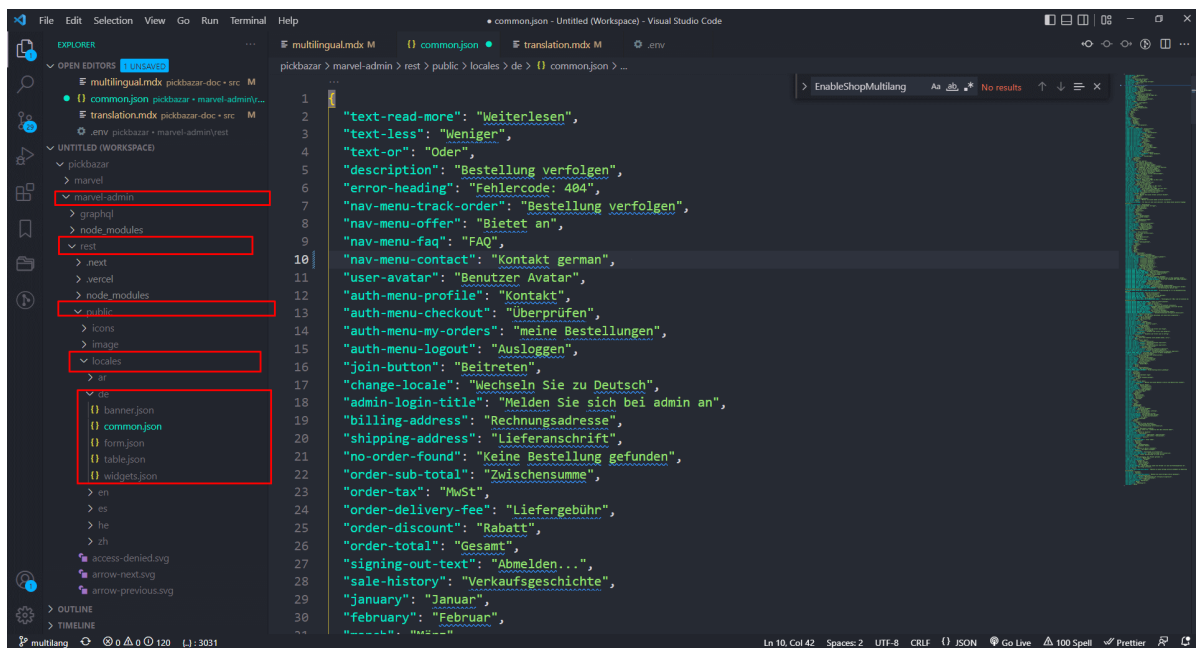 File Edit Selection View Go Run Terminal Help
● common.json - Untitled (Workspace) - Visual Studio Code
EXPLORER
OPEN EDITORS 1 UNSAVED
multilingual.mdx pickbazar-doc • src M
{} common.json pickbazar • marvel-admin\r...
translation.mdx pickbazar-doc • src M
.env pickbazar • marvel-admin\rest
UNTITLED (WORKSPACE)
pickbazar
marvel
marvel-admin
graphql
node_modules
rest
.next
.vercel
node_modules
public
icons
image
locales
ar
de
{} banner.json
{} common.json
{} form.json
{} table.json
{} widgets.json
en
es
he
zh
access-denied.svg
arrow-next.svg
arrow-previous.svg
OUTLINE
TIMELINE
multilingual.mdx M {} common.json ● translation.mdx M .env
pickbazar > marvel-admin > rest > public > locales > de > {} common.json > ...
EnableShopMultilang Aa ab .* No results
...
1 {
2 "text-read-more": "Weiterlesen",
3 "text-less": "Weniger",
4 "text-or": "Oder",
5 "description": "Bestellung verfolgen",
6 "error-heading": "Fehlercode: 404",
7 "nav-menu-track-order": "Bestellung verfolgen",
8 "nav-menu-offer": "Bietet an",
9 "nav-menu-faq": "FAQ",
10 "nav-menu-contact": "Kontakt german",
11 "user-avatar": "Benutzer Avatar",
12 "auth-menu-profile": "Kontakt",
13 "auth-menu-checkout": "Überprüfen",
14 "auth-menu-my-orders": "meine Bestellungen",
15 "auth-menu-logout": "Ausloggen",
16 "join-button": "Beitreten",
17 "change-locale": "Wechseln Sie zu Deutsch",
18 "admin-login-title": "Melden Sie sich bei admin an",
19 "billing-address": "Rechnungsadresse",
20 "shipping-address": "Lieferanschrift",
21 "no-order-found": "Keine Bestellung gefunden",
22 "order-sub-total": "Zwischensumme",
23 "order-tax": "MwSt",
24 "order-delivery-fee": "Liefergebühr",
25 "order-discount": "Rabatt",
26 "order-total": "Gesamt",
27 "signing-out-text": "Abmelden...",
28 "sale-history": "Verkaufsgeschichte",
29 "january": "Januar",
30 "february": "Februar",
multilang 0 0 120 {..} : 3031
Ln 10, Col 42 Spaces: 2 UTF-8 CRLF {} JSON Go Live 100 Spell Prettier